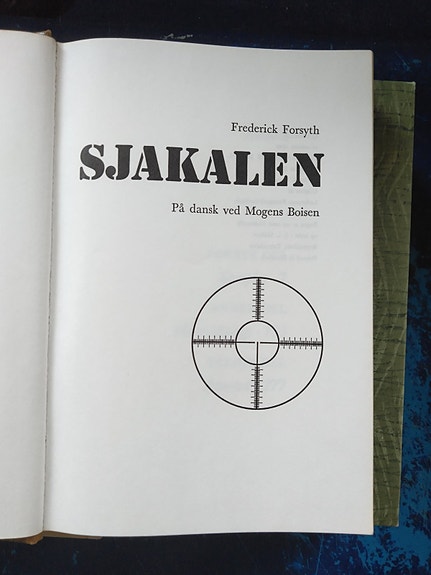 Frederick Forsyth
SJAKALEN
På dansk ved Mogens Boisen